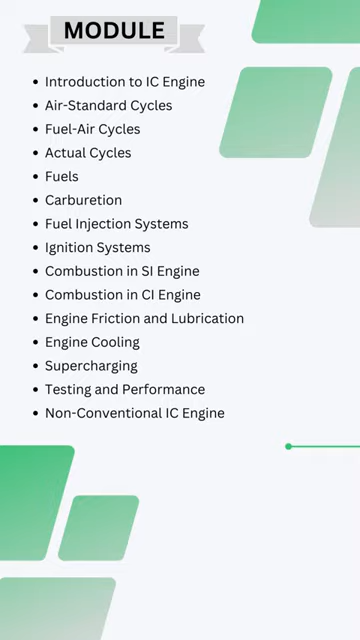 MODULE
• Introduction to IC Engine
• Air-Standard Cycles
• Fuel-Air Cycles
• Actual Cycles
• Fuels
• Carburetion
• Fuel Injection Systems
• Ignition Systems
• Combustion in SI Engine
• Combustion in CI Engine
• Engine Friction and Lubrication
• Engine Cooling
• Supercharging
• Testing and Performance
• Non-Conventional IC Engine